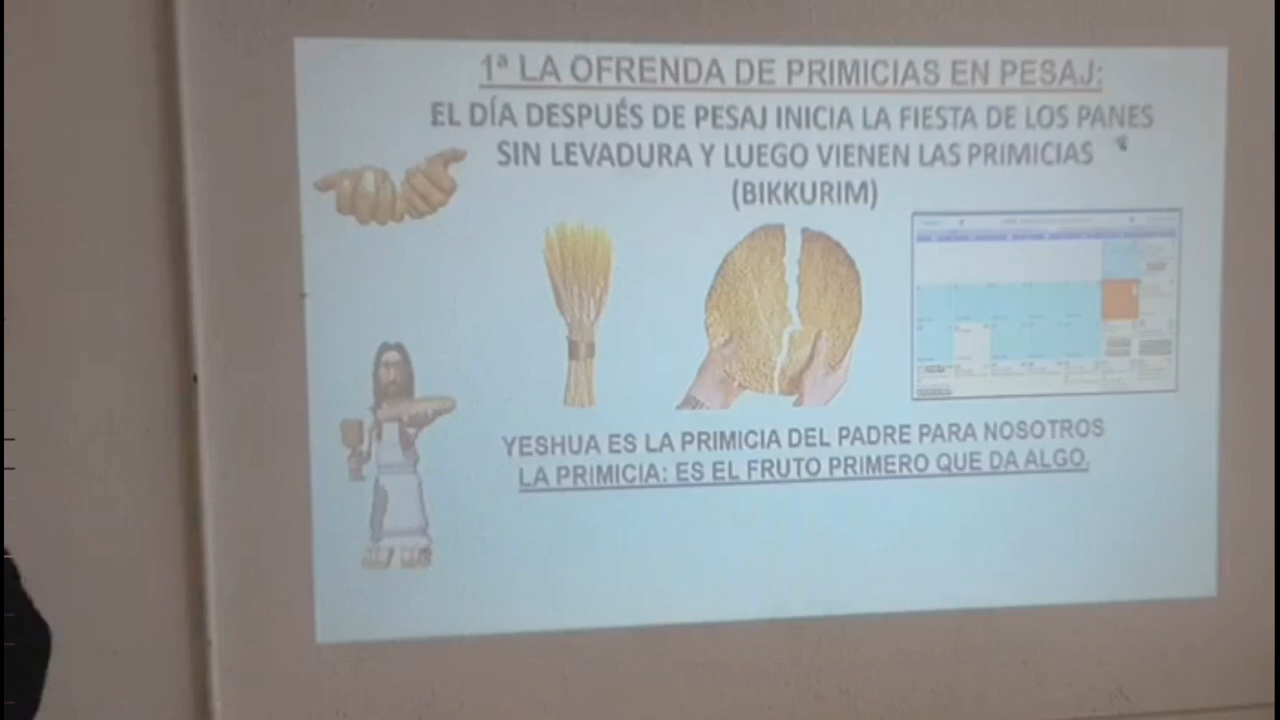 1ª LA OFRENDA DE PRIMICIAS EN PESAJ:
EL DÍA DESPUÉS DE PESAJ INICIA LA FIESTA DE LOS PANES
SIN LEVADURA Y LUEGO VIENEN LAS PRIMICIAS
(BIKKURIM)
YESHUA ES LA PRIMICIA DEL PADRE PARA NOSOTROS
LA PRIMICIA: ES EL FRUTO PRIMERO QUE DA ALGO.